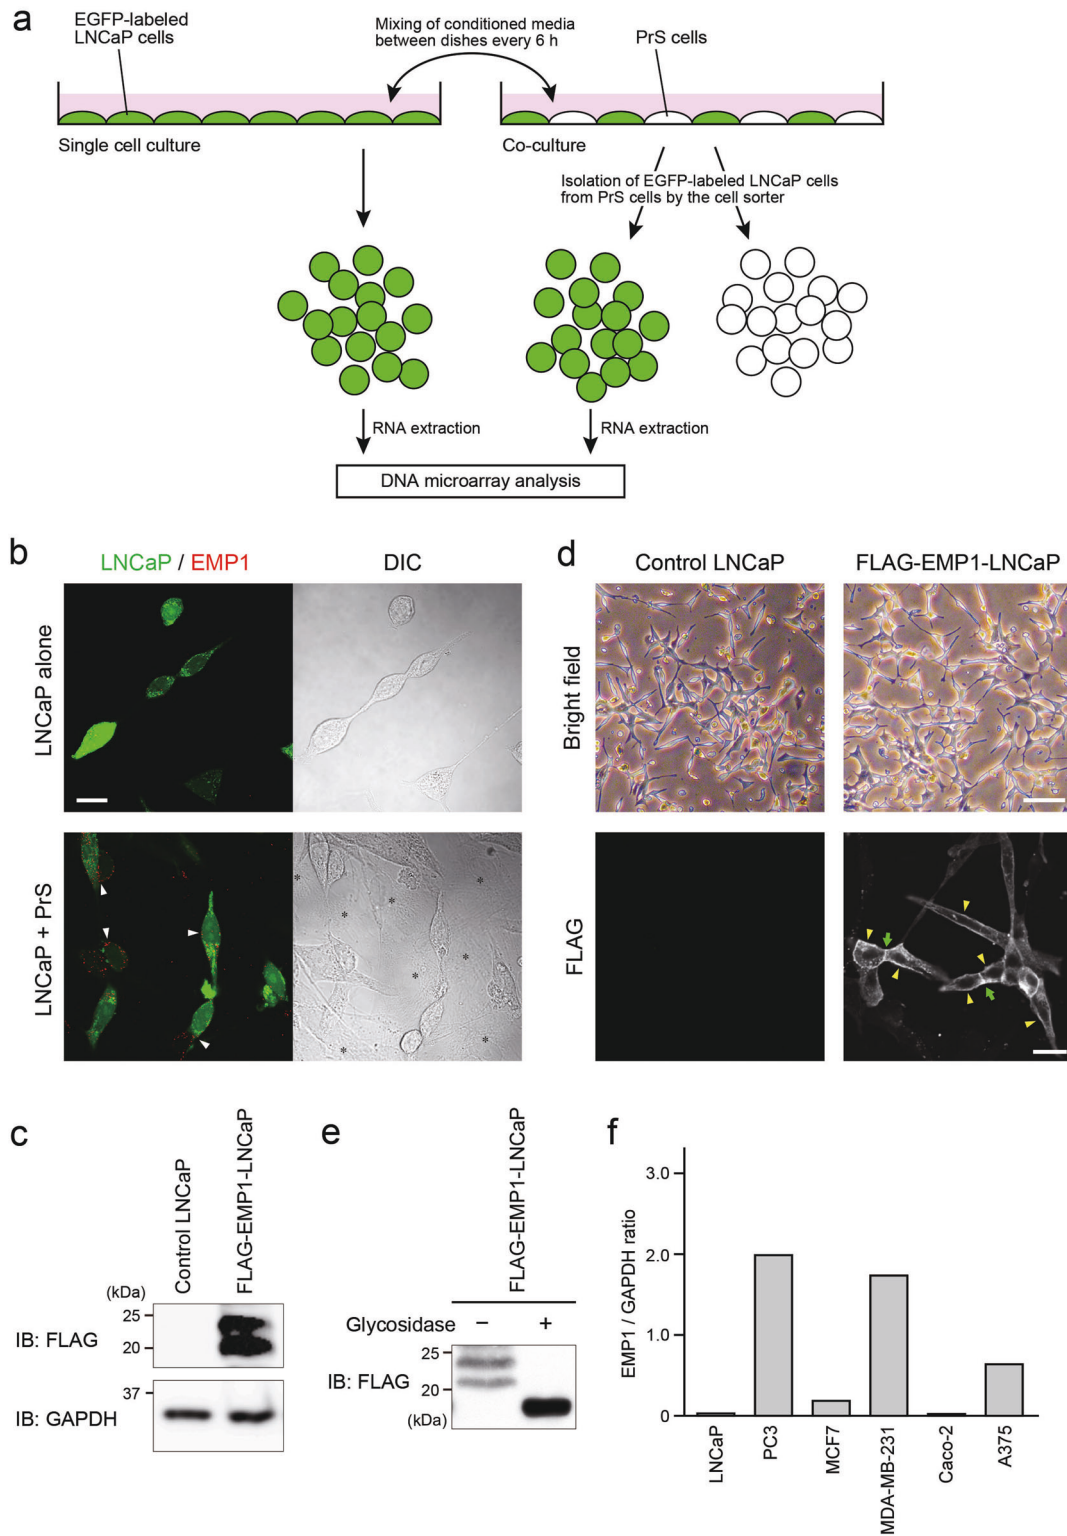 a
EGFP-labeled
LNCaP cells
Mixing of conditioned media
between dishes every 6 h
PrS cells
Single cell culture
Co-culture
Isolation of EGFP-labeled LNCaP cells
from PrS cells by the cell sorter
RNA extraction
RNA extraction
DNA microarray analysis
b
LNCaP / EMP1
DIC
LNCaP alone
LNCaP + PrS
* * * * * * * *
d
Control LNCaP
FLAG-EMP1-LNCaP
Bright field
FLAG
c
Control LNCaP
FLAG-EMP1-LNCaP
(kDa)
25
IB: FLAG
20
37
IB: GAPDH
e
FLAG-EMP1-LNCaP
Glycosidase − +
25
IB: FLAG
20
(kDa)
f
EMP1 / GAPDH ratio
3.0
2.0
1.0
0
LNCaP
PC3
MCF7
MDA-MB-231
Caco-2
A375